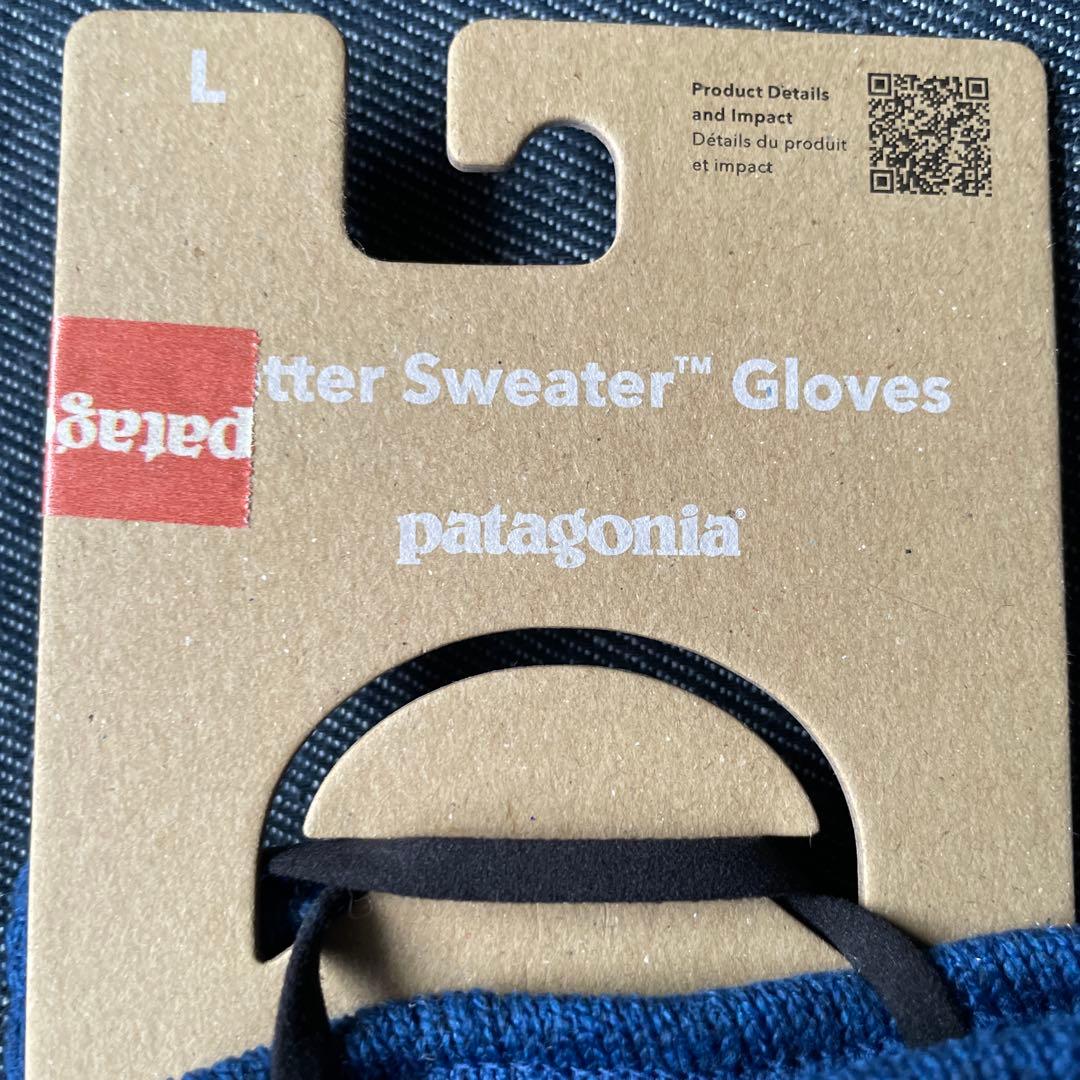 L
Product Details
and Impact
Détails du produit
et impact
tter Sweater™ Gloves
patag
patagonia®